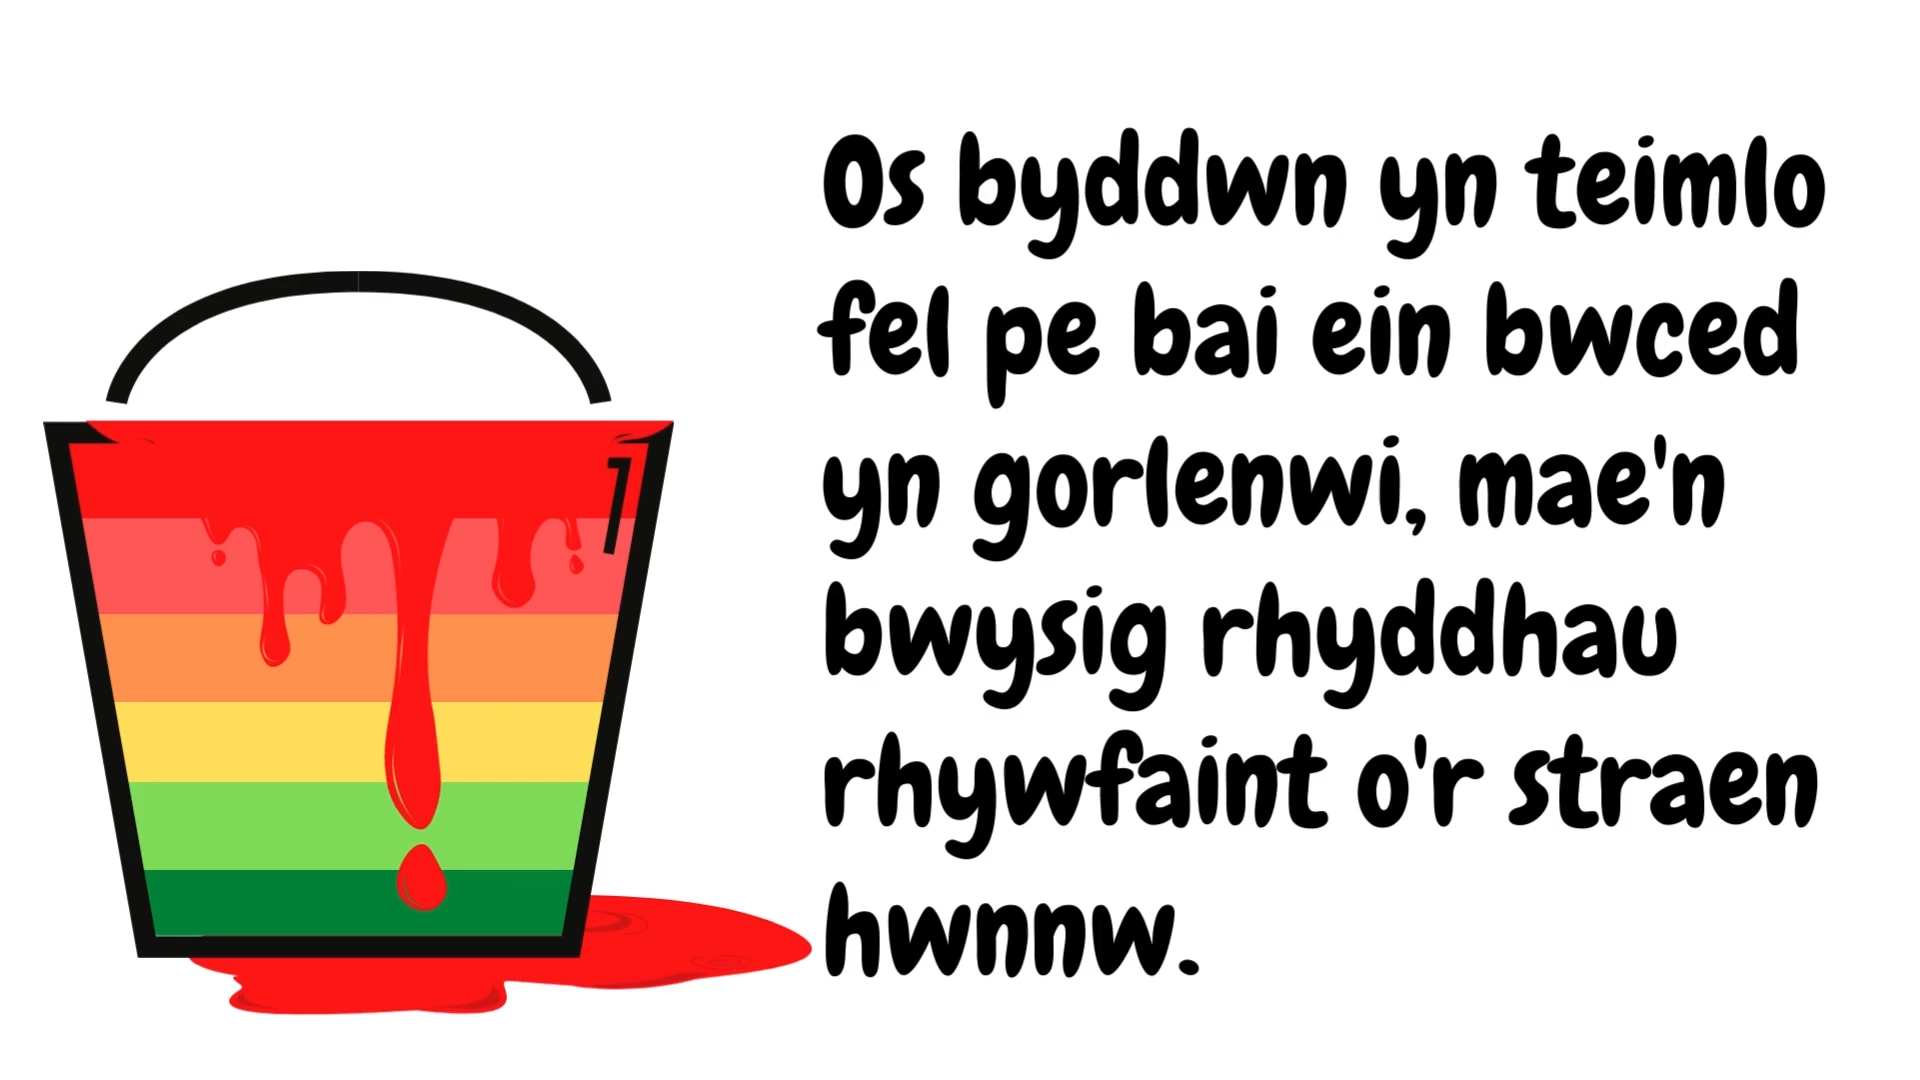 Os byddwn yn teimlo
fel pe bai ein bwced
yn gorlenwi, mae'n
bwysig rhyddhau
rhywfaint o'r straen
hwnnw.